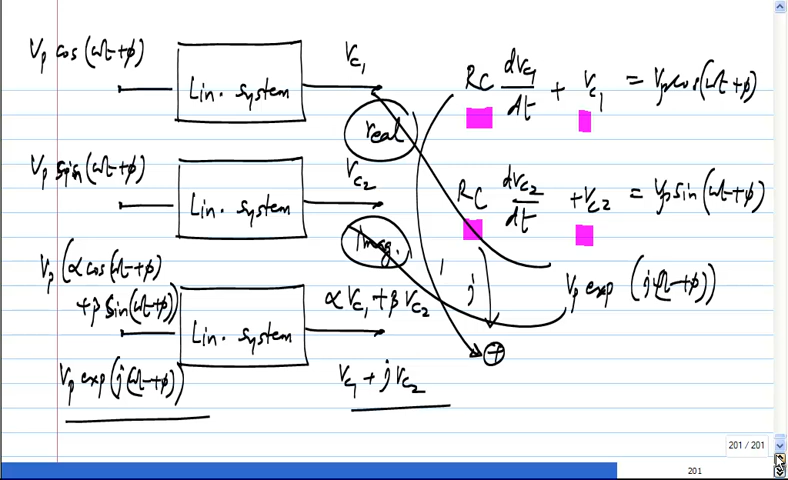 Vp cos(ωt+φ)
Lin. system
Vc1
RC dVc1/dt + Vc1 = Vp cos(ωt+φ)
real
Vp sin(ωt+φ)
Lin. system
Vc2
RC dVc2/dt + Vc2 = Vp sin(ωt+φ)
Imag.
Vp(α cos(ωt+φ)
+β sin(ωt+φ))
Lin. system
αVc1 + βVc2
1
j
Vp exp(j(ωt+φ))
+
Vp exp(j(ωt+φ))
Vc1 + jVc2
201 / 201
201